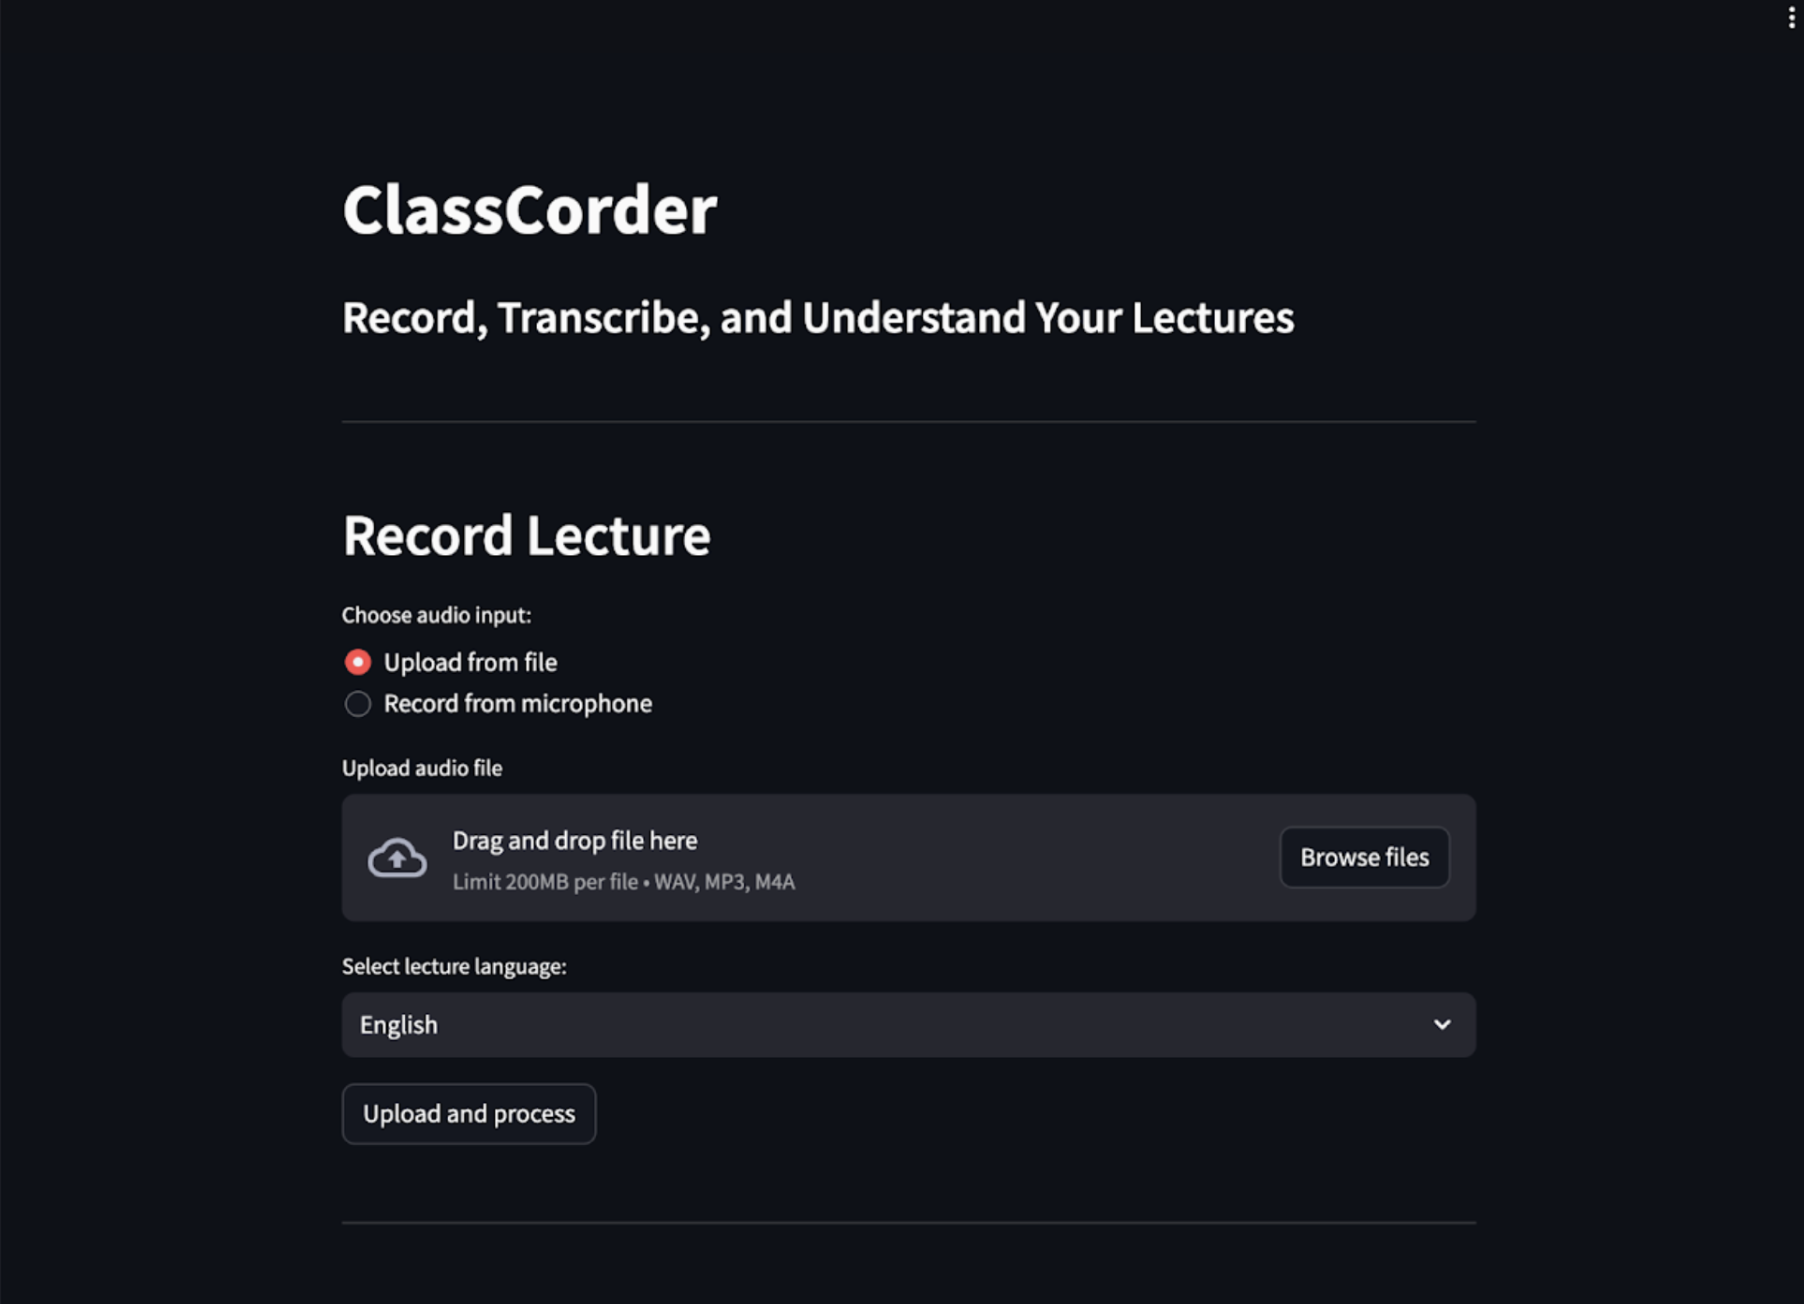 ClassCorder
Record, Transcribe, and Understand Your Lectures
Record Lecture
Choose audio input:
Upload from file
Record from microphone
Upload audio file
Drag and drop file here
Limit 200MB per file • WAV, MP3, M4A
Browse files
Select lecture language:
English
Upload and process